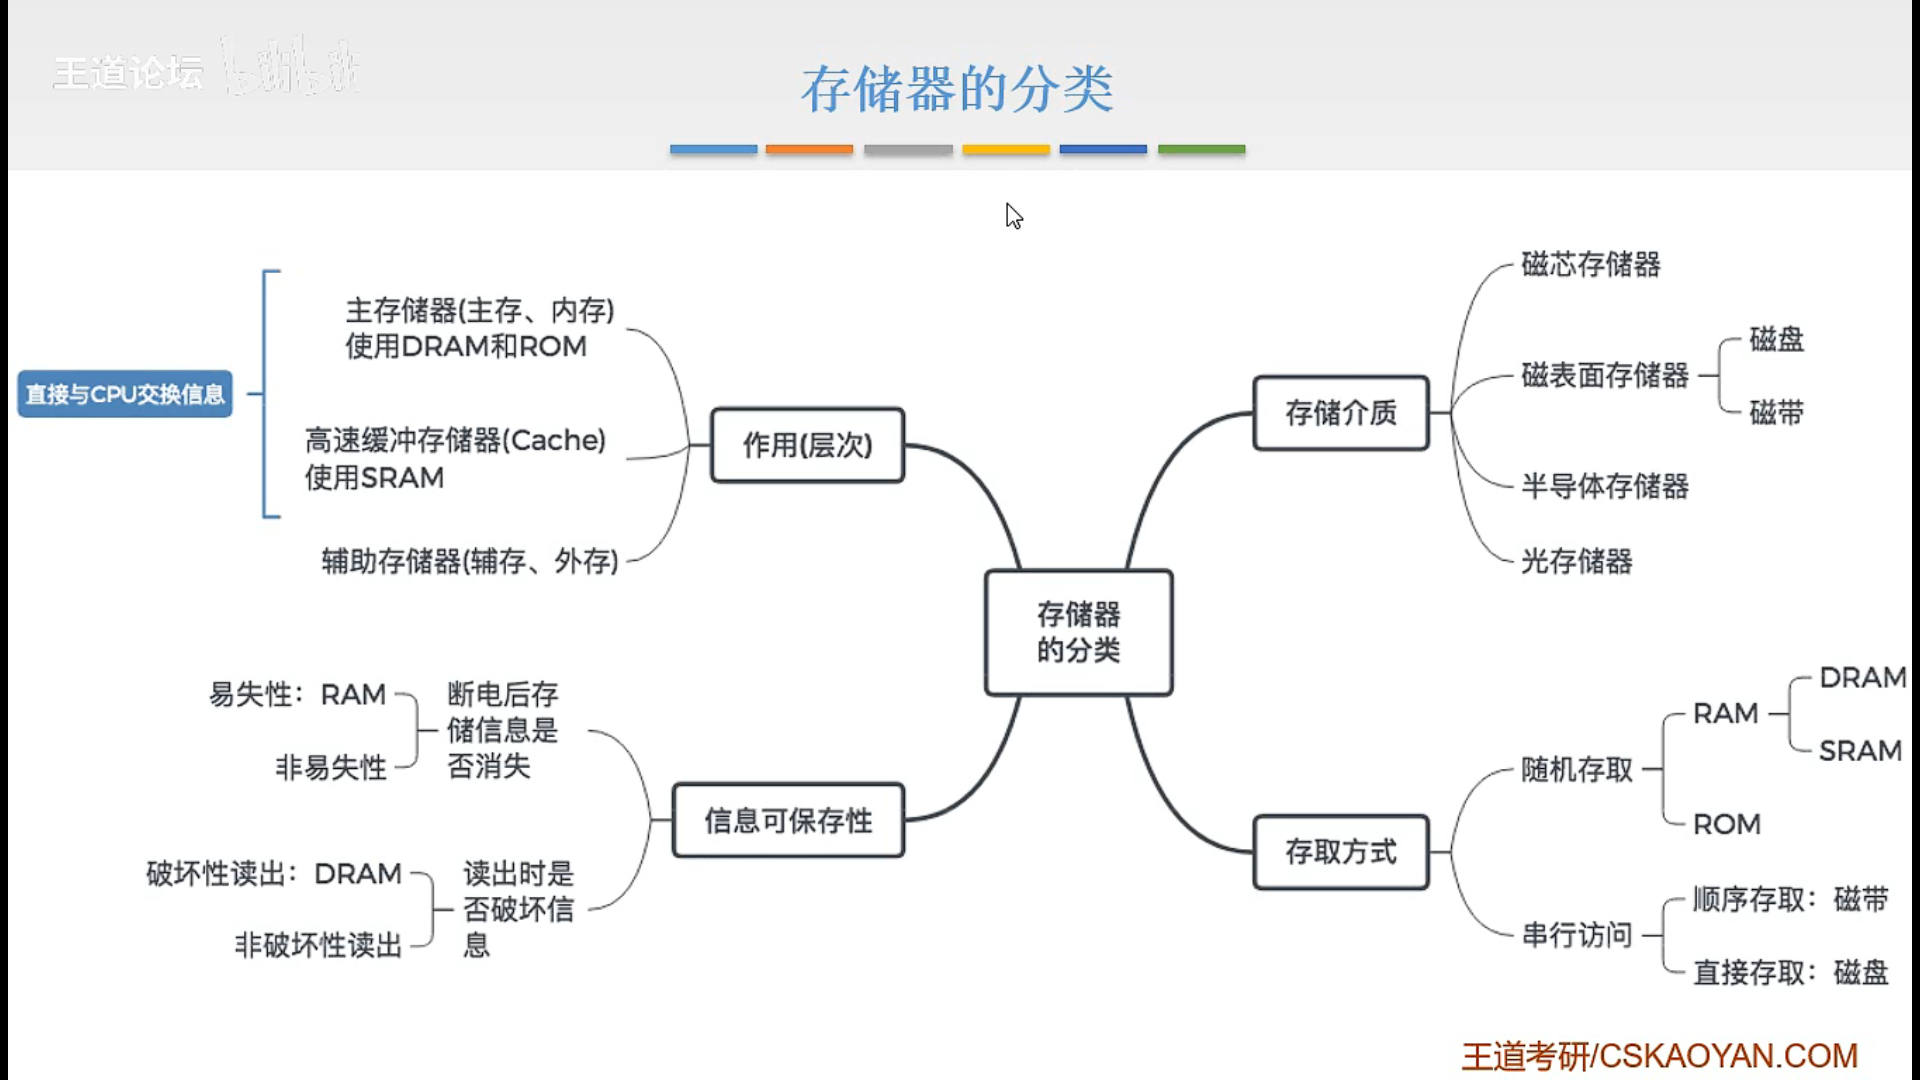 王道论坛 bilibili
存储器的分类
直接与CPU交换信息
主存储器(主存、内存)
使用DRAM和ROM
高速缓冲存储器(Cache)
使用SRAM
辅助存储器(辅存、外存)
作用(层次)
易失性：RAM
非易失性
断电后存
储信息是
否消失
破坏性读出：DRAM
非破坏性读出
读出时是
否破坏信
息
信息可保存性
存储器
的分类
存储介质
磁芯存储器
磁表面存储器
磁盘
磁带
半导体存储器
光存储器
存取方式
随机存取
RAM
DRAM
SRAM
ROM
串行访问
顺序存取：磁带
直接存取：磁盘
王道考研/CSKAOYAN.COM